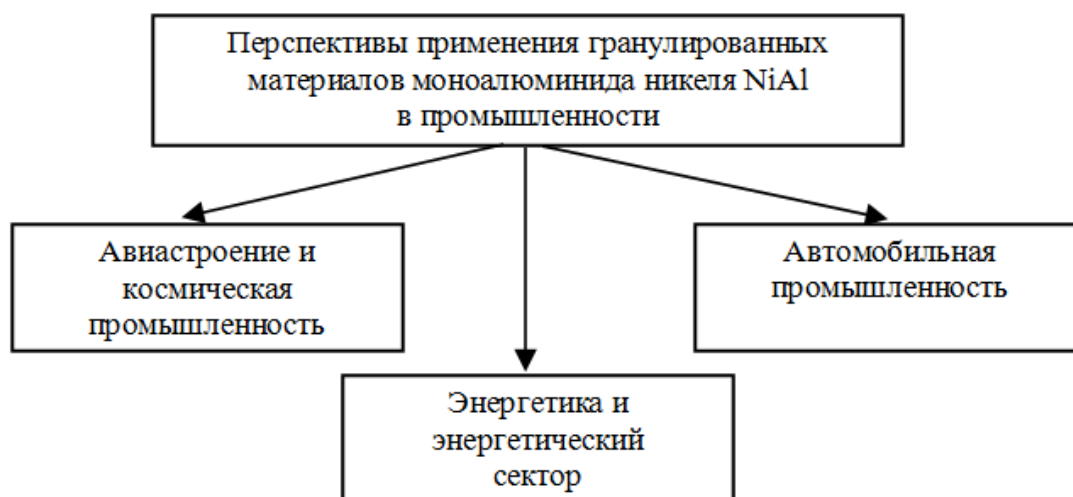 Перспективы применения гранулированных
материалов моноалюминида никеля NiAl
в промышленности
Авиастроение и
космическая
промышленность
Автомобильная
промышленность
Энергетика и
энергетический
сектор